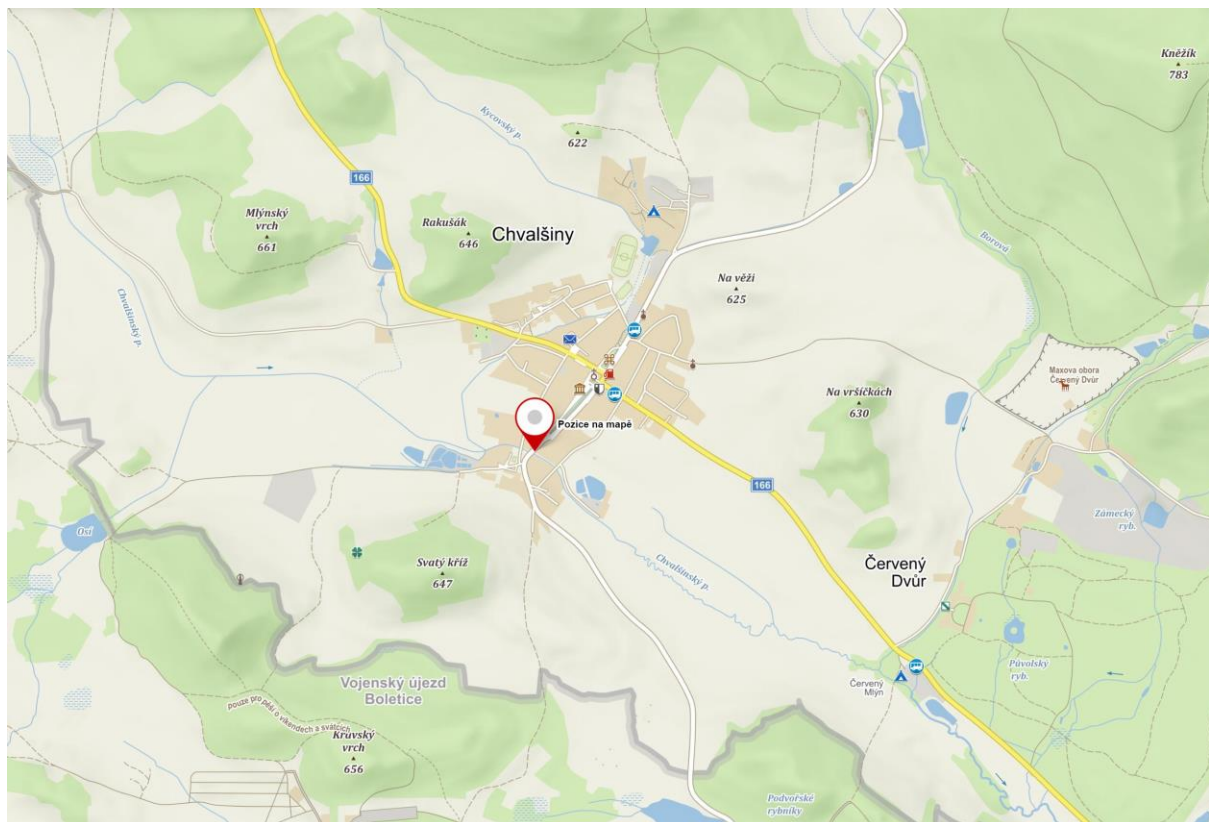 Kněžík
783
Kycovský p.
622
166
Mlýnský
vrch
661
Rakušák
646
Chvalšiny
Borová
Na věži
625
Chvalšinský p.
Maxova obora
Červený Dvůr
Na vršíčkách
630
Pozice na mapě
166
Osí
Zámecký
ryb.
Svatý kříž
647
Chvalšinský p.
Červený
Dvůr
Vojenský újezd
Boletice
Půvolský
ryb.
Červený
Mlýn
pouze pro pěší o víkendech a svátcích
Křuvský
vrch
656
Podvořské
rybníky